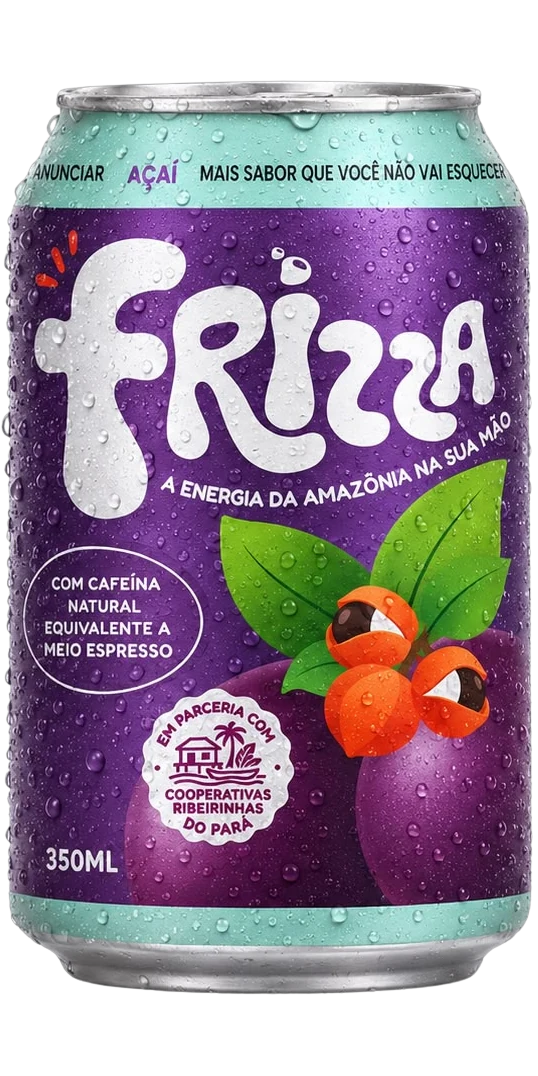 ANUNCIAR AÇAÍ MAIS SABOR QUE VOCÊ NÃO VAI ESQUECER
FRIZZA
A ENERGIA DA AMAZÔNIA NA SUA MÃO
COM CAFEÍNA
NATURAL
EQUIVALENTE A
MEIO ESPRESSO
EM PARCERIA COM
COOPERATIVAS
RIBEIRINHAS
DO PARÁ
350ML